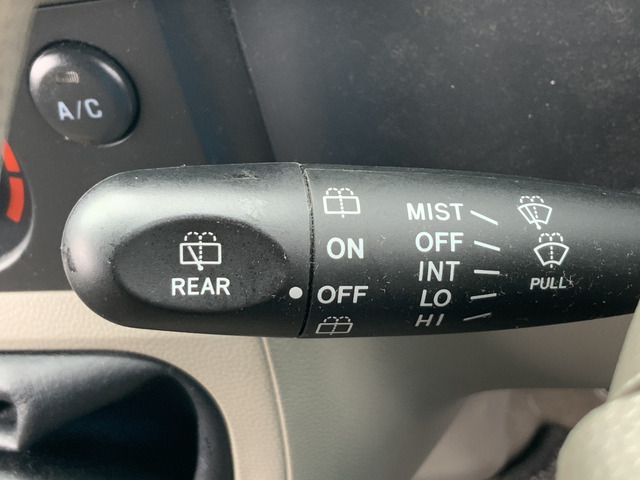 A/C
REAR
ON
OFF
MIST
OFF
INT
LO
HI
PULL